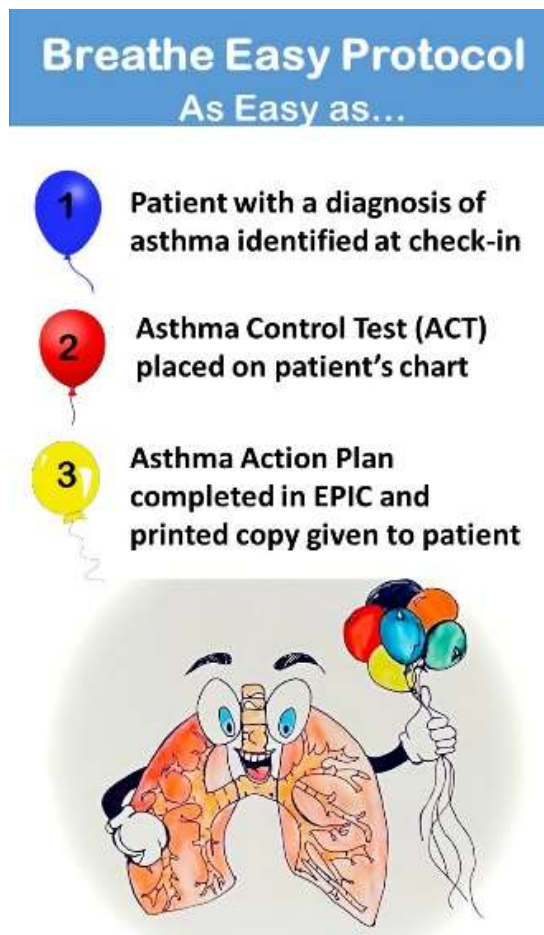 Breathe Easy Protocol
As Easy as...
1
Patient with a diagnosis of
asthma identified at check-in
2
Asthma Control Test (ACT)
placed on patient's chart
3
Asthma Action Plan
completed in EPIC and
printed copy given to patient